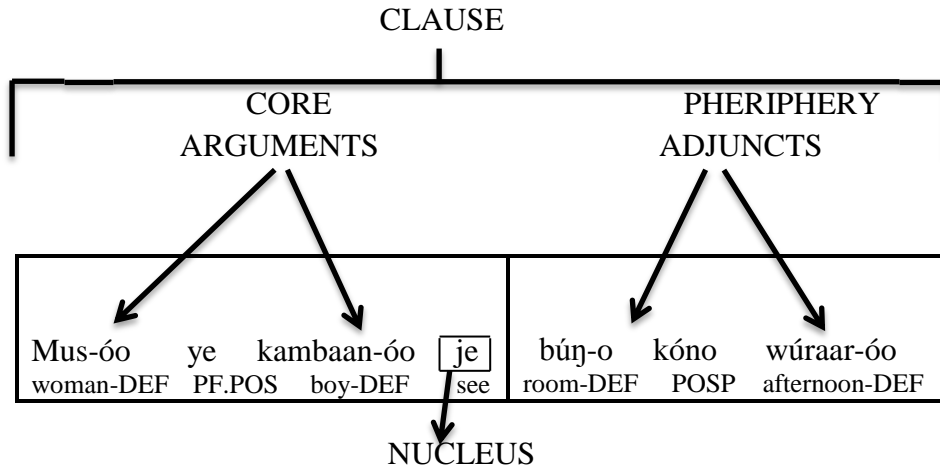 CLAUSE
CORE PHERIPHERY
ARGUMENTS ADJUNCTS
Mus-óo ye kambaan-óo je búŋ-o kóno wúraar-óo
woman-DEF PF.POS boy-DEF see room-DEF POSP afternoon-DEF
NUCLEUS